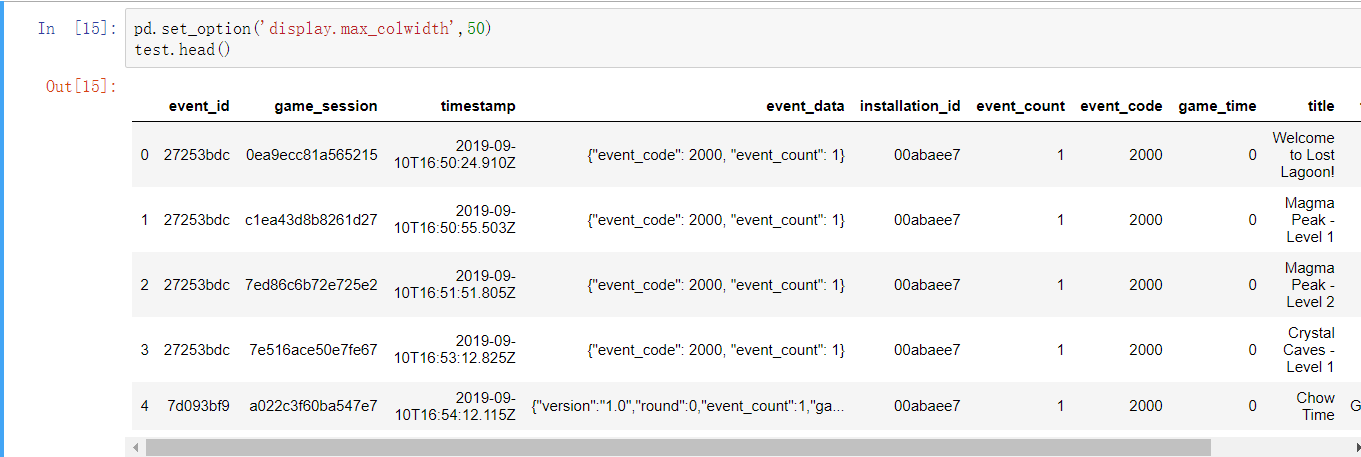 In [15]: pd.set_option('display.max_colwidth',50)
test.head()
Out[15]:
event_id game_session timestamp event_data installation_id event_count event_code game_time title
0 27253bdc 0ea9ecc81a565215 2019-09-10T16:50:24.910Z {"event_code": 2000, "event_count": 1} 00abaee7 1 2000 0 Welcome to Lost Lagoon!
1 27253bdc c1ea43d8b8261d27 2019-09-10T16:50:55.503Z {"event_code": 2000, "event_count": 1} 00abaee7 1 2000 0 Magma Peak - Level 1
2 27253bdc 7ed86c6b72e725e2 2019-09-10T16:51:51.805Z {"event_code": 2000, "event_count": 1} 00abaee7 1 2000 0 Magma Peak - Level 2
3 27253bdc 7e516ace50e7fe67 2019-09-10T16:53:12.825Z {"event_code": 2000, "event_count": 1} 00abaee7 1 2000 0 Crystal Caves - Level 1
4 7d093bf9 a022c3f60ba547e7 2019-09-10T16:54:12.115Z {"version":"1.0","round":0,"event_count":1,"ga... 00abaee7 1 2000 0 Chow Time